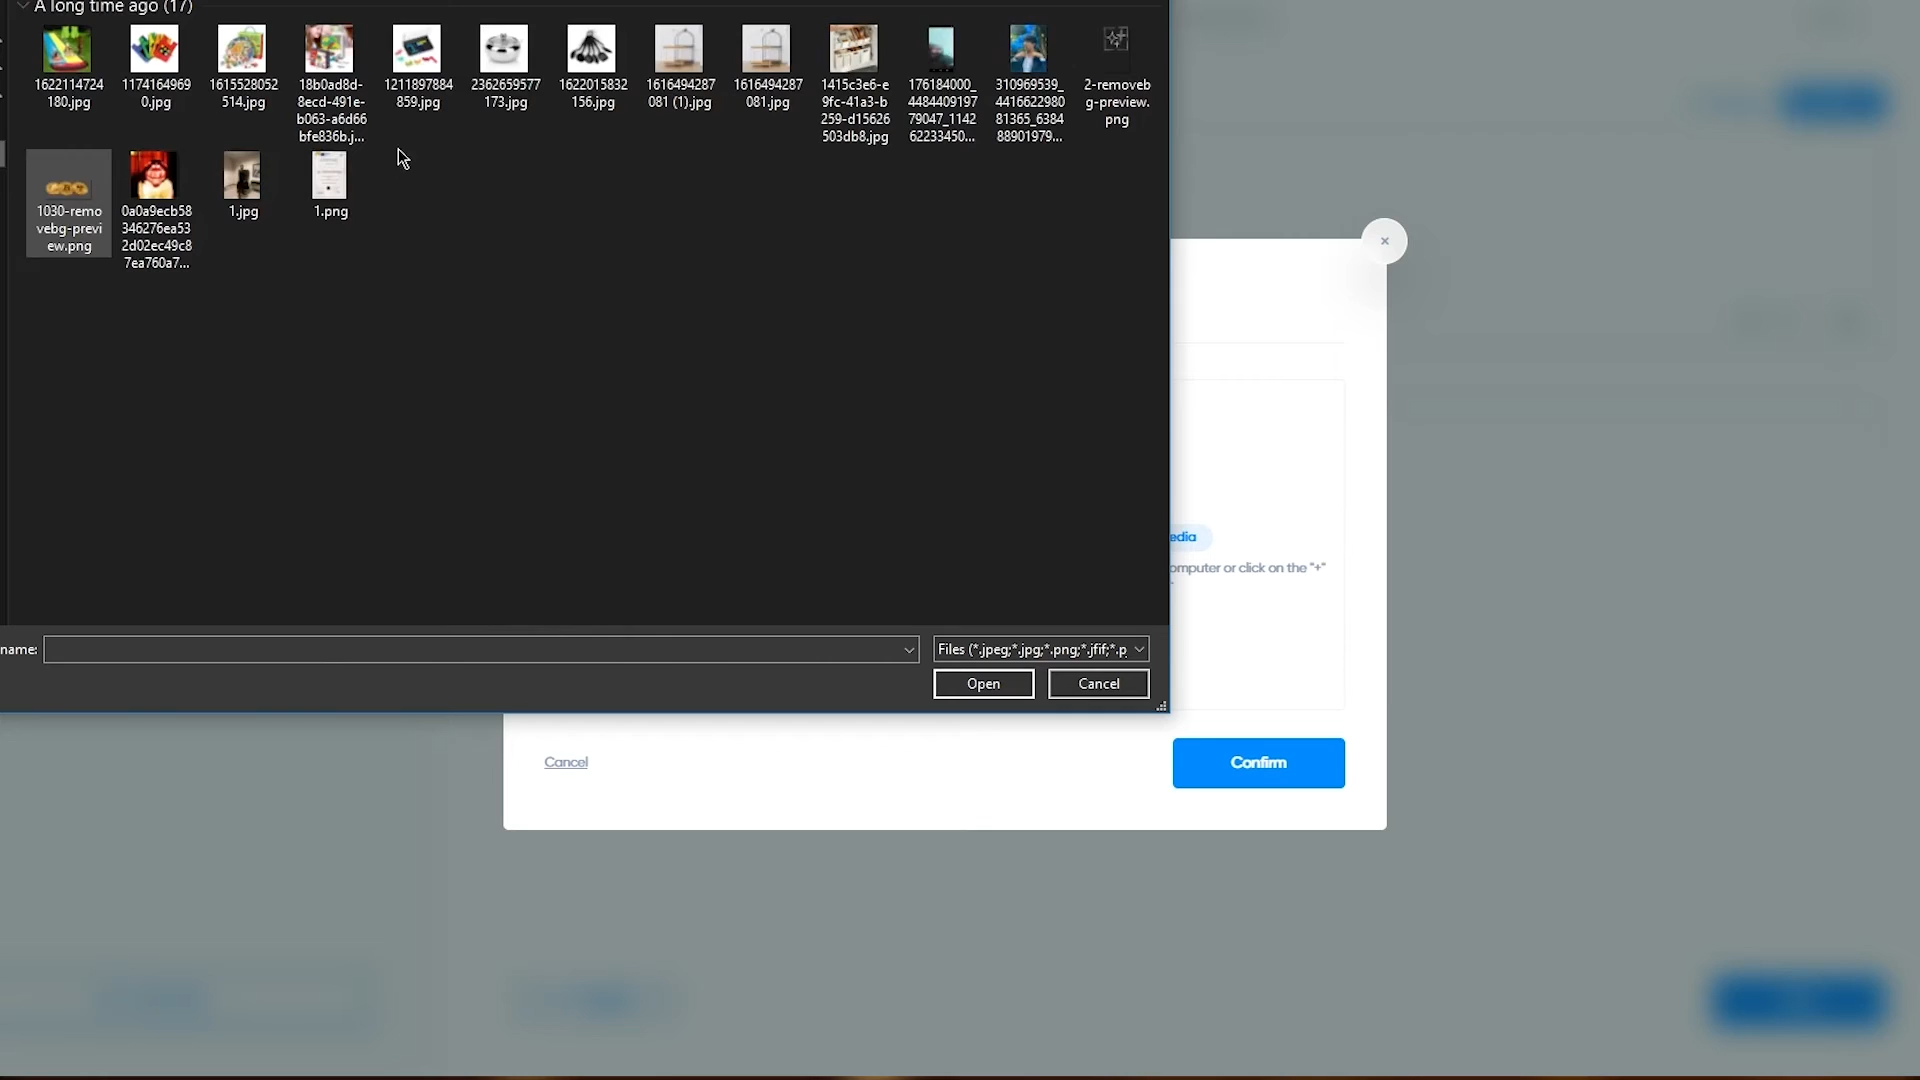 A long time ago (17)
1622114724
180.jpg
1174164969
0.jpg
1615528052
514.jpg
18b0ad8d-
8ecd-491e-
b063-a6d66
bfe836b.j...
1211897884
859.jpg
2362659577
173.jpg
1622015832
156.jpg
1616494287
081 (1).jpg
1616494287
081.jpg
1415c3e6-e
9fc-41a3-b
259-d15626
503db8.jpg
176184000_
4484409197
79047_1142
62233450...
310969539_
4416622980
81365_6384
88901979...
2-removeb
g-preview.
png
1030-remo
vebg-previ
ew.png
0a0a9ecb58
346276ea53
2d02ec49c8
7ea760a7...
1.jpg
1.png
edia
omputer or click on the "+"
name:
Files (*.jpeg;*.jpg;*.png;*.jfif;*.p
Open
Cancel
Cancel
Confirm